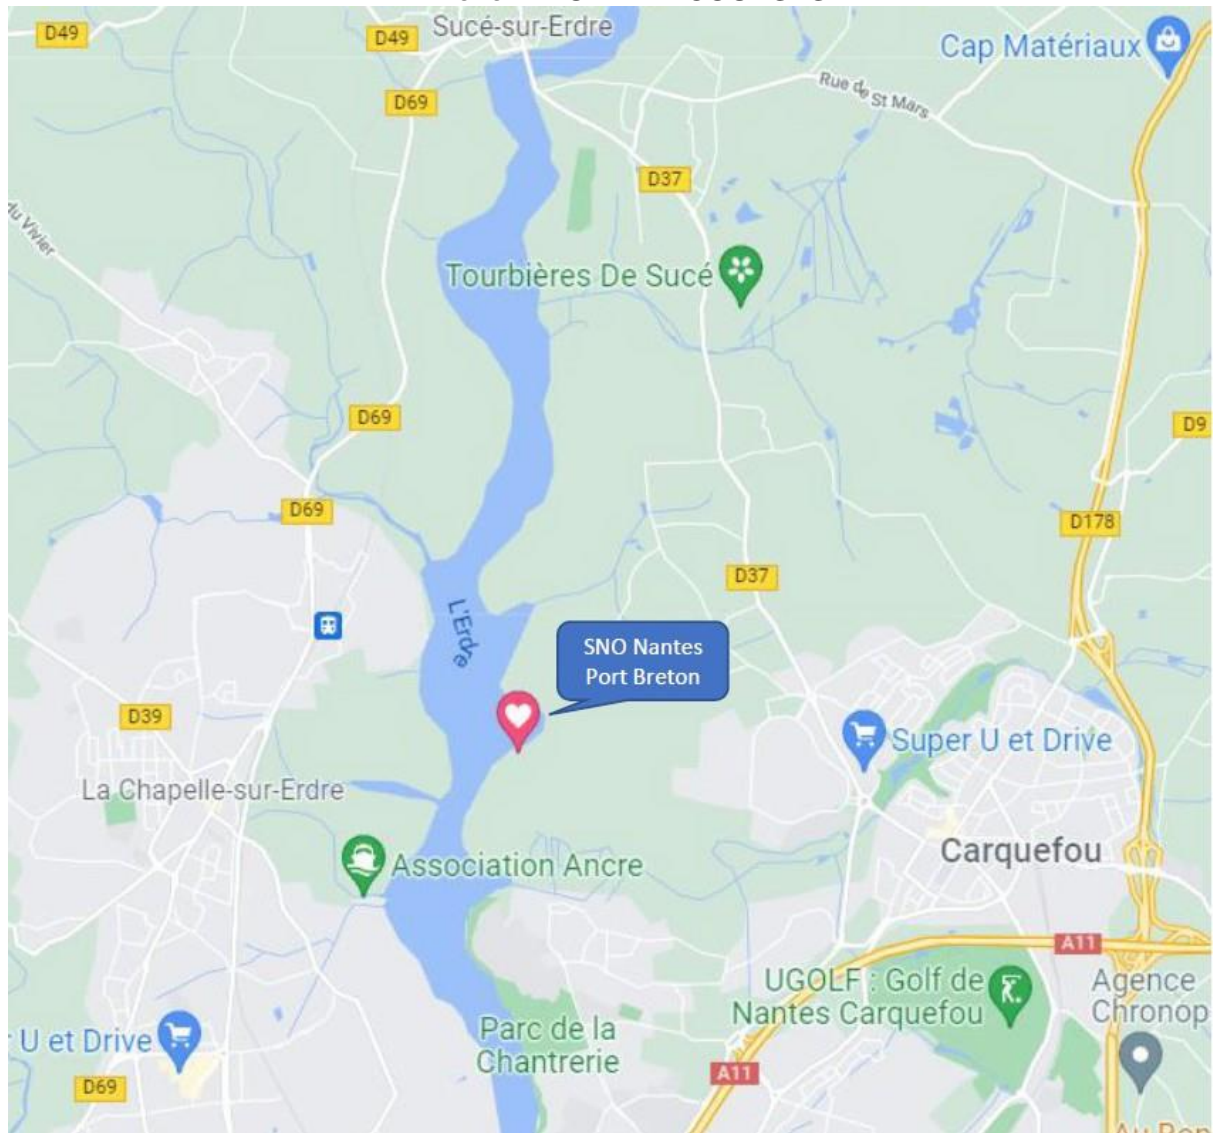 D49
D49
Sucé-sur-Erdre
Cap Matériaux
D69
Rue de St Mars
D37
du Vivier
Tourbières De Sucé
D69
D9
D69
D178
D37
L'Erdre
SNO Nantes
Port Breton
D39
Super U et Drive
La Chapelle-sur-Erdre
Carquefou
Association Ancre
A11
UGOLF : Golf de
Nantes Carquefou
Agence
Chronop
Parc de la
Chantrerie
U et Drive
A11
D69